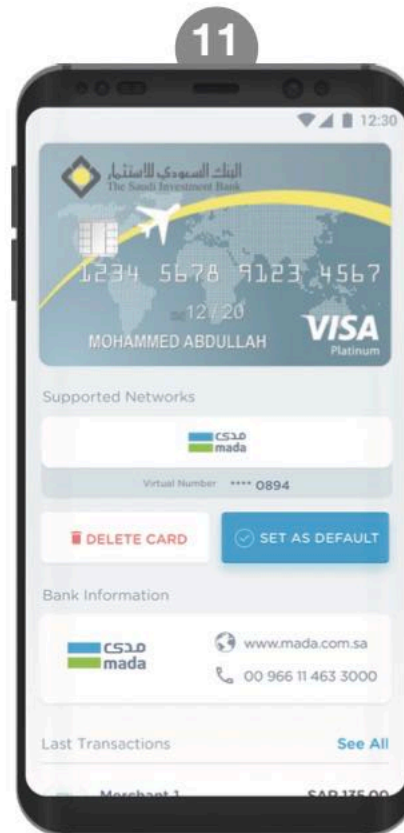 11
12:30
البنك السعودي للاستثمار
The Saudi Investment Bank
1234 5678 9123 4567
12/20
MOHAMMED ABDULLAH
VISA
Platinum
Supported Networks
مدى
mada
Virtual Number **** 0894
DELETE CARD
SET AS DEFAULT
Bank Information
مدى
mada
www.mada.com.sa
00 966 11 463 3000
Last Transactions
See All
Merchant 1
SAR 135.00